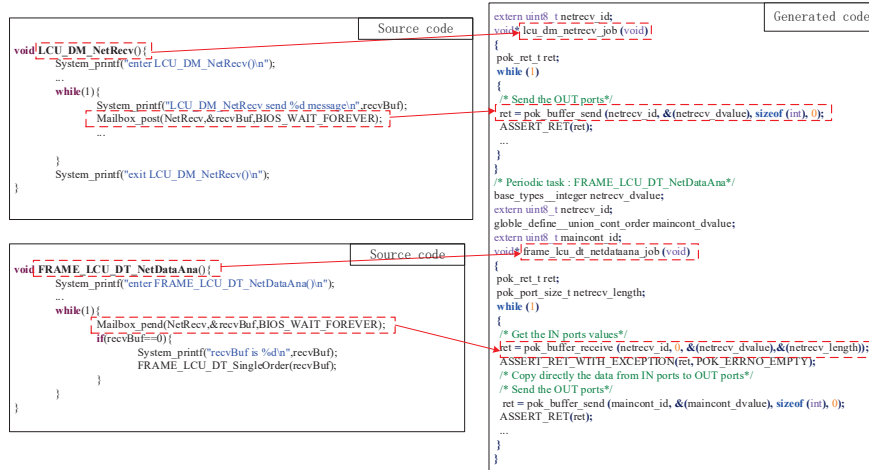 Source code
void LCU_DM_NetRecv(){
System_printf("enter LCU_DM_NetRecv()\n");
...
while(1){
System_printf("LCU_DM_NetRecv send %d message\n",recvBuf);
Mailbox_post(NetRecv,&recvBuf,BIOS_WAIT_FOREVER);
...
}
System_printf("exit LCU_DM_NetRecv()\n");
}
Source code
void FRAME_LCU_DT_NetDataAna(){
System_printf("enter FRAME_LCU_DT_NetDataAna()\n");
...
while(1){
Mailbox_pend(NetRecv,&recvBuf,BIOS_WAIT_FOREVER);
if(recvBuf==0){
System_printf("recvBuf is %d\n",recvBuf);
FRAME_LCU_DT_SingleOrder(recvBuf);
}
}
}
Generated code
extern uint8_t netrecv_id;
void* lcu_dm_netrecv_job (void)
{
pok_ret_t ret;
while (1)
{
/* Send the OUT ports*/
ret = pok_buffer_send (netrecv_id, &(netrecv_dvalue), sizeof (int), 0);
ASSERT_RET(ret);
...
}
}
/* Periodic task : FRAME_LCU_DT_NetDataAna*/
base_types__integer netrecv_dvalue;
extern uint8_t netrecv_id;
globle_define__union_cont_order maincont_dvalue;
extern uint8_t maincont_id;
void* frame_lcu_dt_netdataana_job (void)
{
pok_ret_t ret;
pok_port_size_t netrecv_length;
while (1)
{
/* Get the IN ports values*/
ret = pok_buffer_receive (netrecv_id, 0, &(netrecv_dvalue),&(netrecv_length));
ASSERT_RET_WITH_EXCEPTION(ret, POK_ERRNO_EMPTY);
/* Copy directly the data from IN ports to OUT ports*/
/* Send the OUT ports*/
ret = pok_buffer_send (maincont_id, &(maincont_dvalue), sizeof (int), 0);
ASSERT_RET(ret);
...
}
}